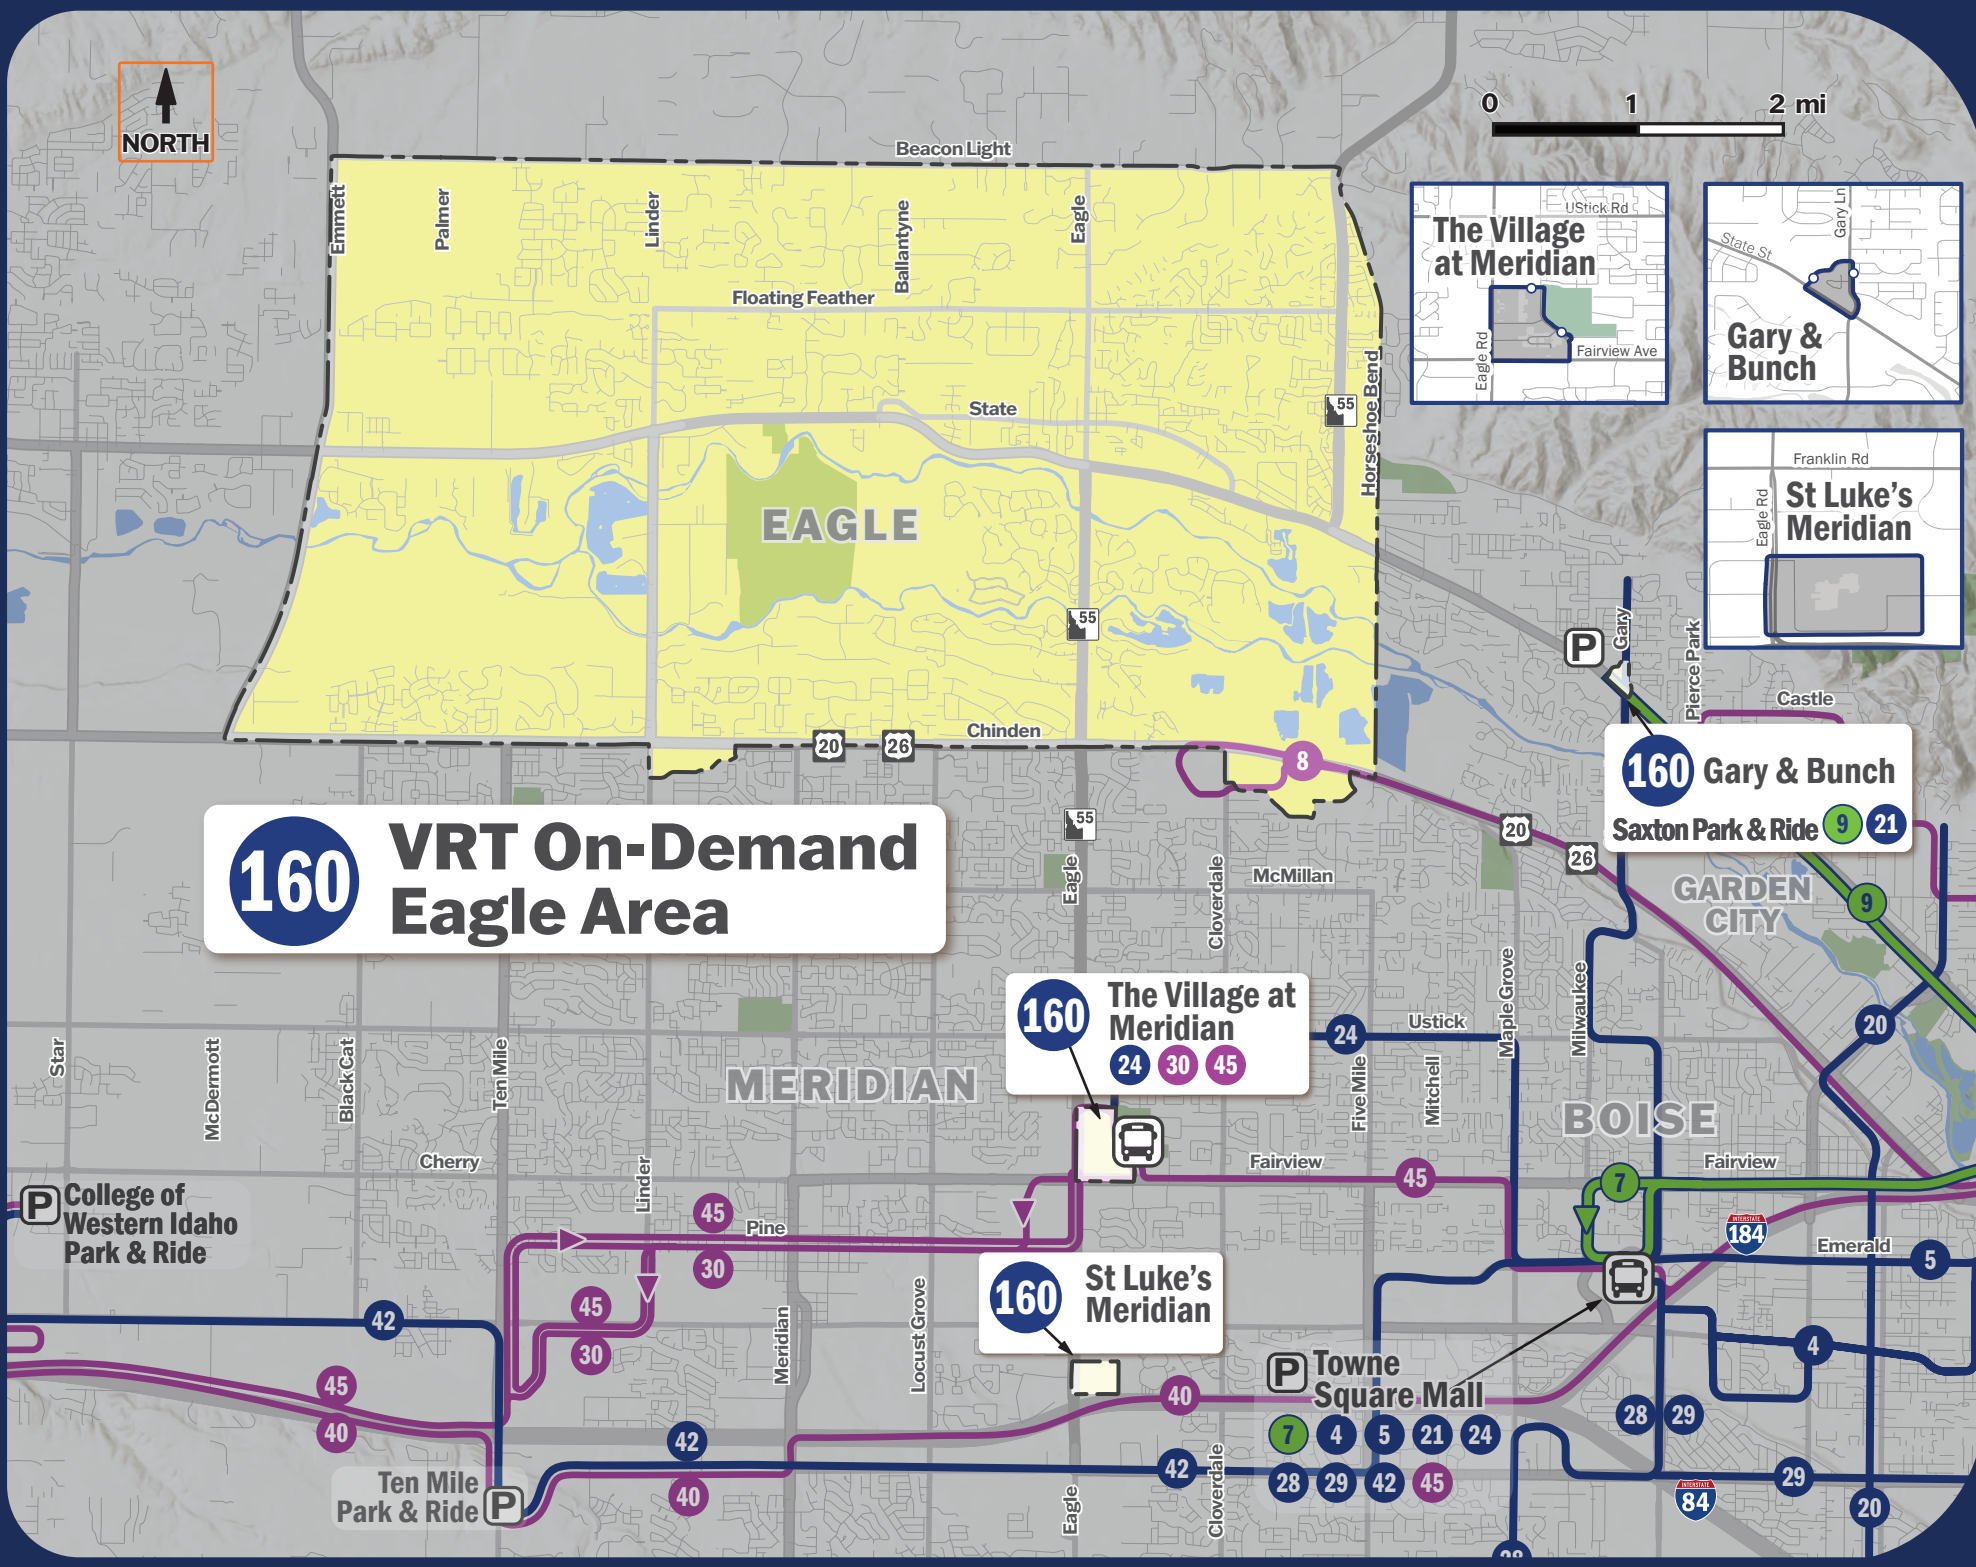 NORTH
0 1 2 mi
Beacon Light
Emmett
Palmer
Linder
Ballantyne
Eagle
Floating Feather
State
55
Horseshoe Bend
EAGLE
55
Chinden
20
26
8
UStick Rd
The Village
at Meridian
Eagle Rd
Fairview Ave
Gary Ln
State St
Gary &
Bunch
Franklin Rd
Eagle Rd
St Luke's
Meridian
P
Gary
Pierce Park
Castle
160 Gary & Bunch
Saxton Park & Ride 9 21
20
26
160
VRT On-Demand
Eagle Area
55
Eagle
Cloverdale
McMillan
GARDEN
CITY
9
20
160
The Village at
Meridian
24 30 45
24
Ustick
Maple Grove
Milwaukee
Five Mile
Mitchell
Star
McDermott
Black Cat
Ten Mile
MERIDIAN
BOISE
Cherry
Linder
Fairview
45
7
Fairview
P
College of
Western Idaho
Park & Ride
45
Pine
30
INTERSTATE
184
Emerald
5
160
St Luke's
Meridian
42
45
30
Meridian
Locust Grove
4
45
40
40
P
Towne
Square Mall
7 4 5 21 24
28 29 42 45
28
29
42
40
Ten Mile
Park & Ride
P
Eagle
42
Cloverdale
29
INTERSTATE
84
20
28